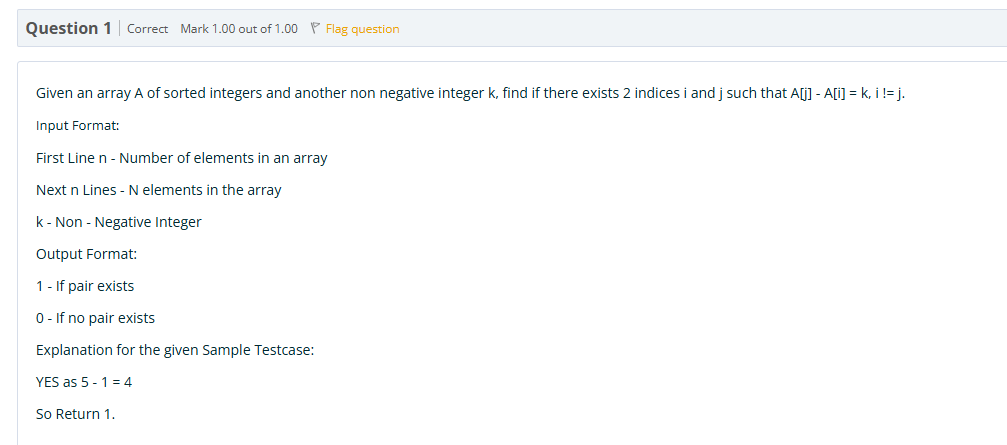 Question 1 Correct Mark 1.00 out of 1.00 Flag question
Given an array A of sorted integers and another non negative integer k, find if there exists 2 indices i and j such that A[j] - A[i] = k, i != j.
Input Format:
First Line n - Number of elements in an array
Next n Lines - N elements in the array
k - Non - Negative Integer
Output Format:
1 - If pair exists
0 - If no pair exists
Explanation for the given Sample Testcase:
YES as 5 - 1 = 4
So Return 1.